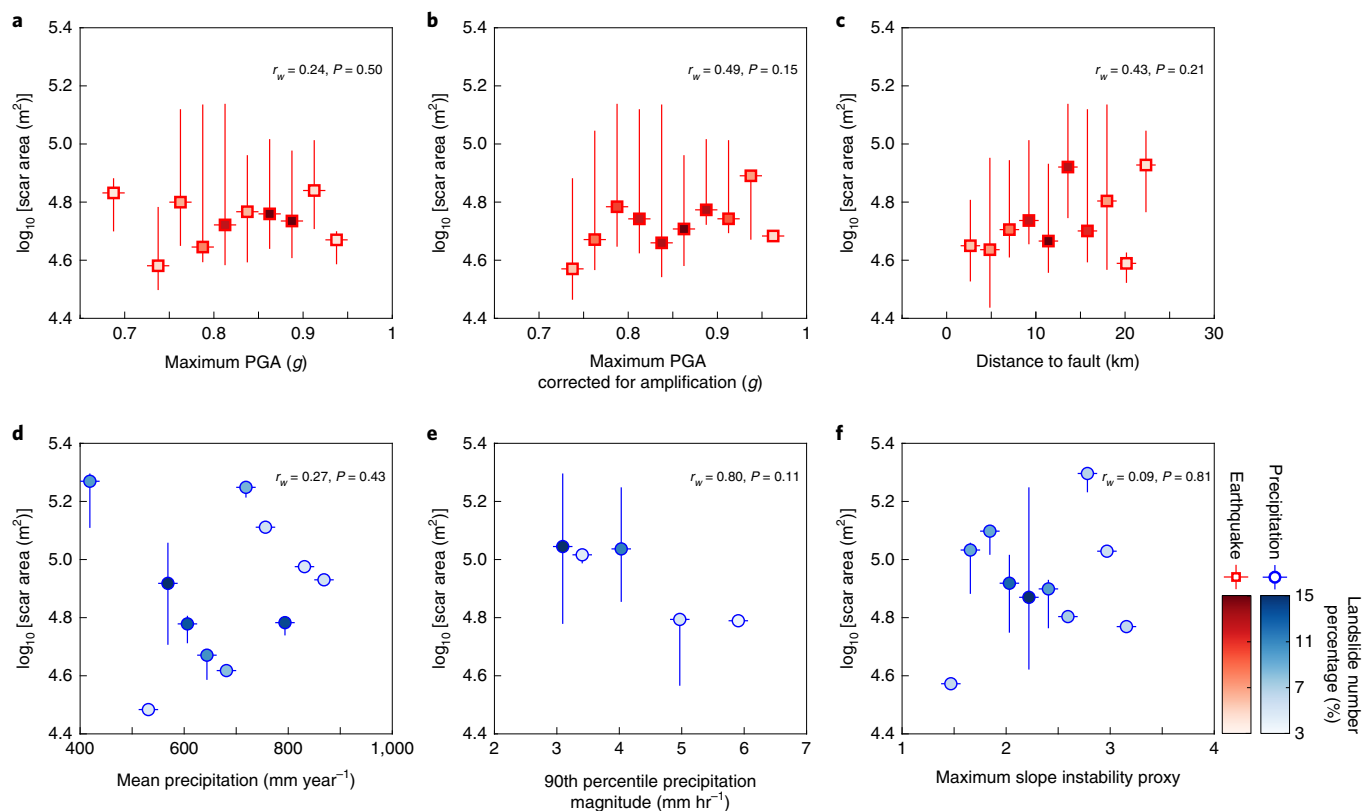 a
5.4
5.2
5.0
4.8
4.6
4.4
log10 [scar area (m²)]
rw = 0.24, P = 0.50
0.7
0.8
0.9
1
Maximum PGA (g)
b
5.4
5.2
5.0
4.8
4.6
4.4
log10 [scar area (m²)]
rw = 0.49, P = 0.15
0.7
0.8
0.9
1
Maximum PGA
corrected for amplification (g)
c
5.4
5.2
5.0
4.8
4.6
4.4
log10 [scar area (m²)]
rw = 0.43, P = 0.21
0
10
20
30
Distance to fault (km)
d
5.4
5.2
5.0
4.8
4.6
4.4
log10 [scar area (m²)]
rw = 0.27, P = 0.43
400
600
800
1,000
Mean precipitation (mm year⁻¹)
e
5.4
5.2
5.0
4.8
4.6
4.4
log10 [scar area (m²)]
rw = 0.80, P = 0.11
2
3
4
5
6
7
90th percentile precipitation
magnitude (mm hr⁻¹)
f
5.4
5.2
5.0
4.8
4.6
4.4
log10 [scar area (m²)]
rw = 0.09, P = 0.81
1
2
3
4
Maximum slope instability proxy
Earthquake
Precipitation
15
11
7
3
Landslide number
percentage (%)